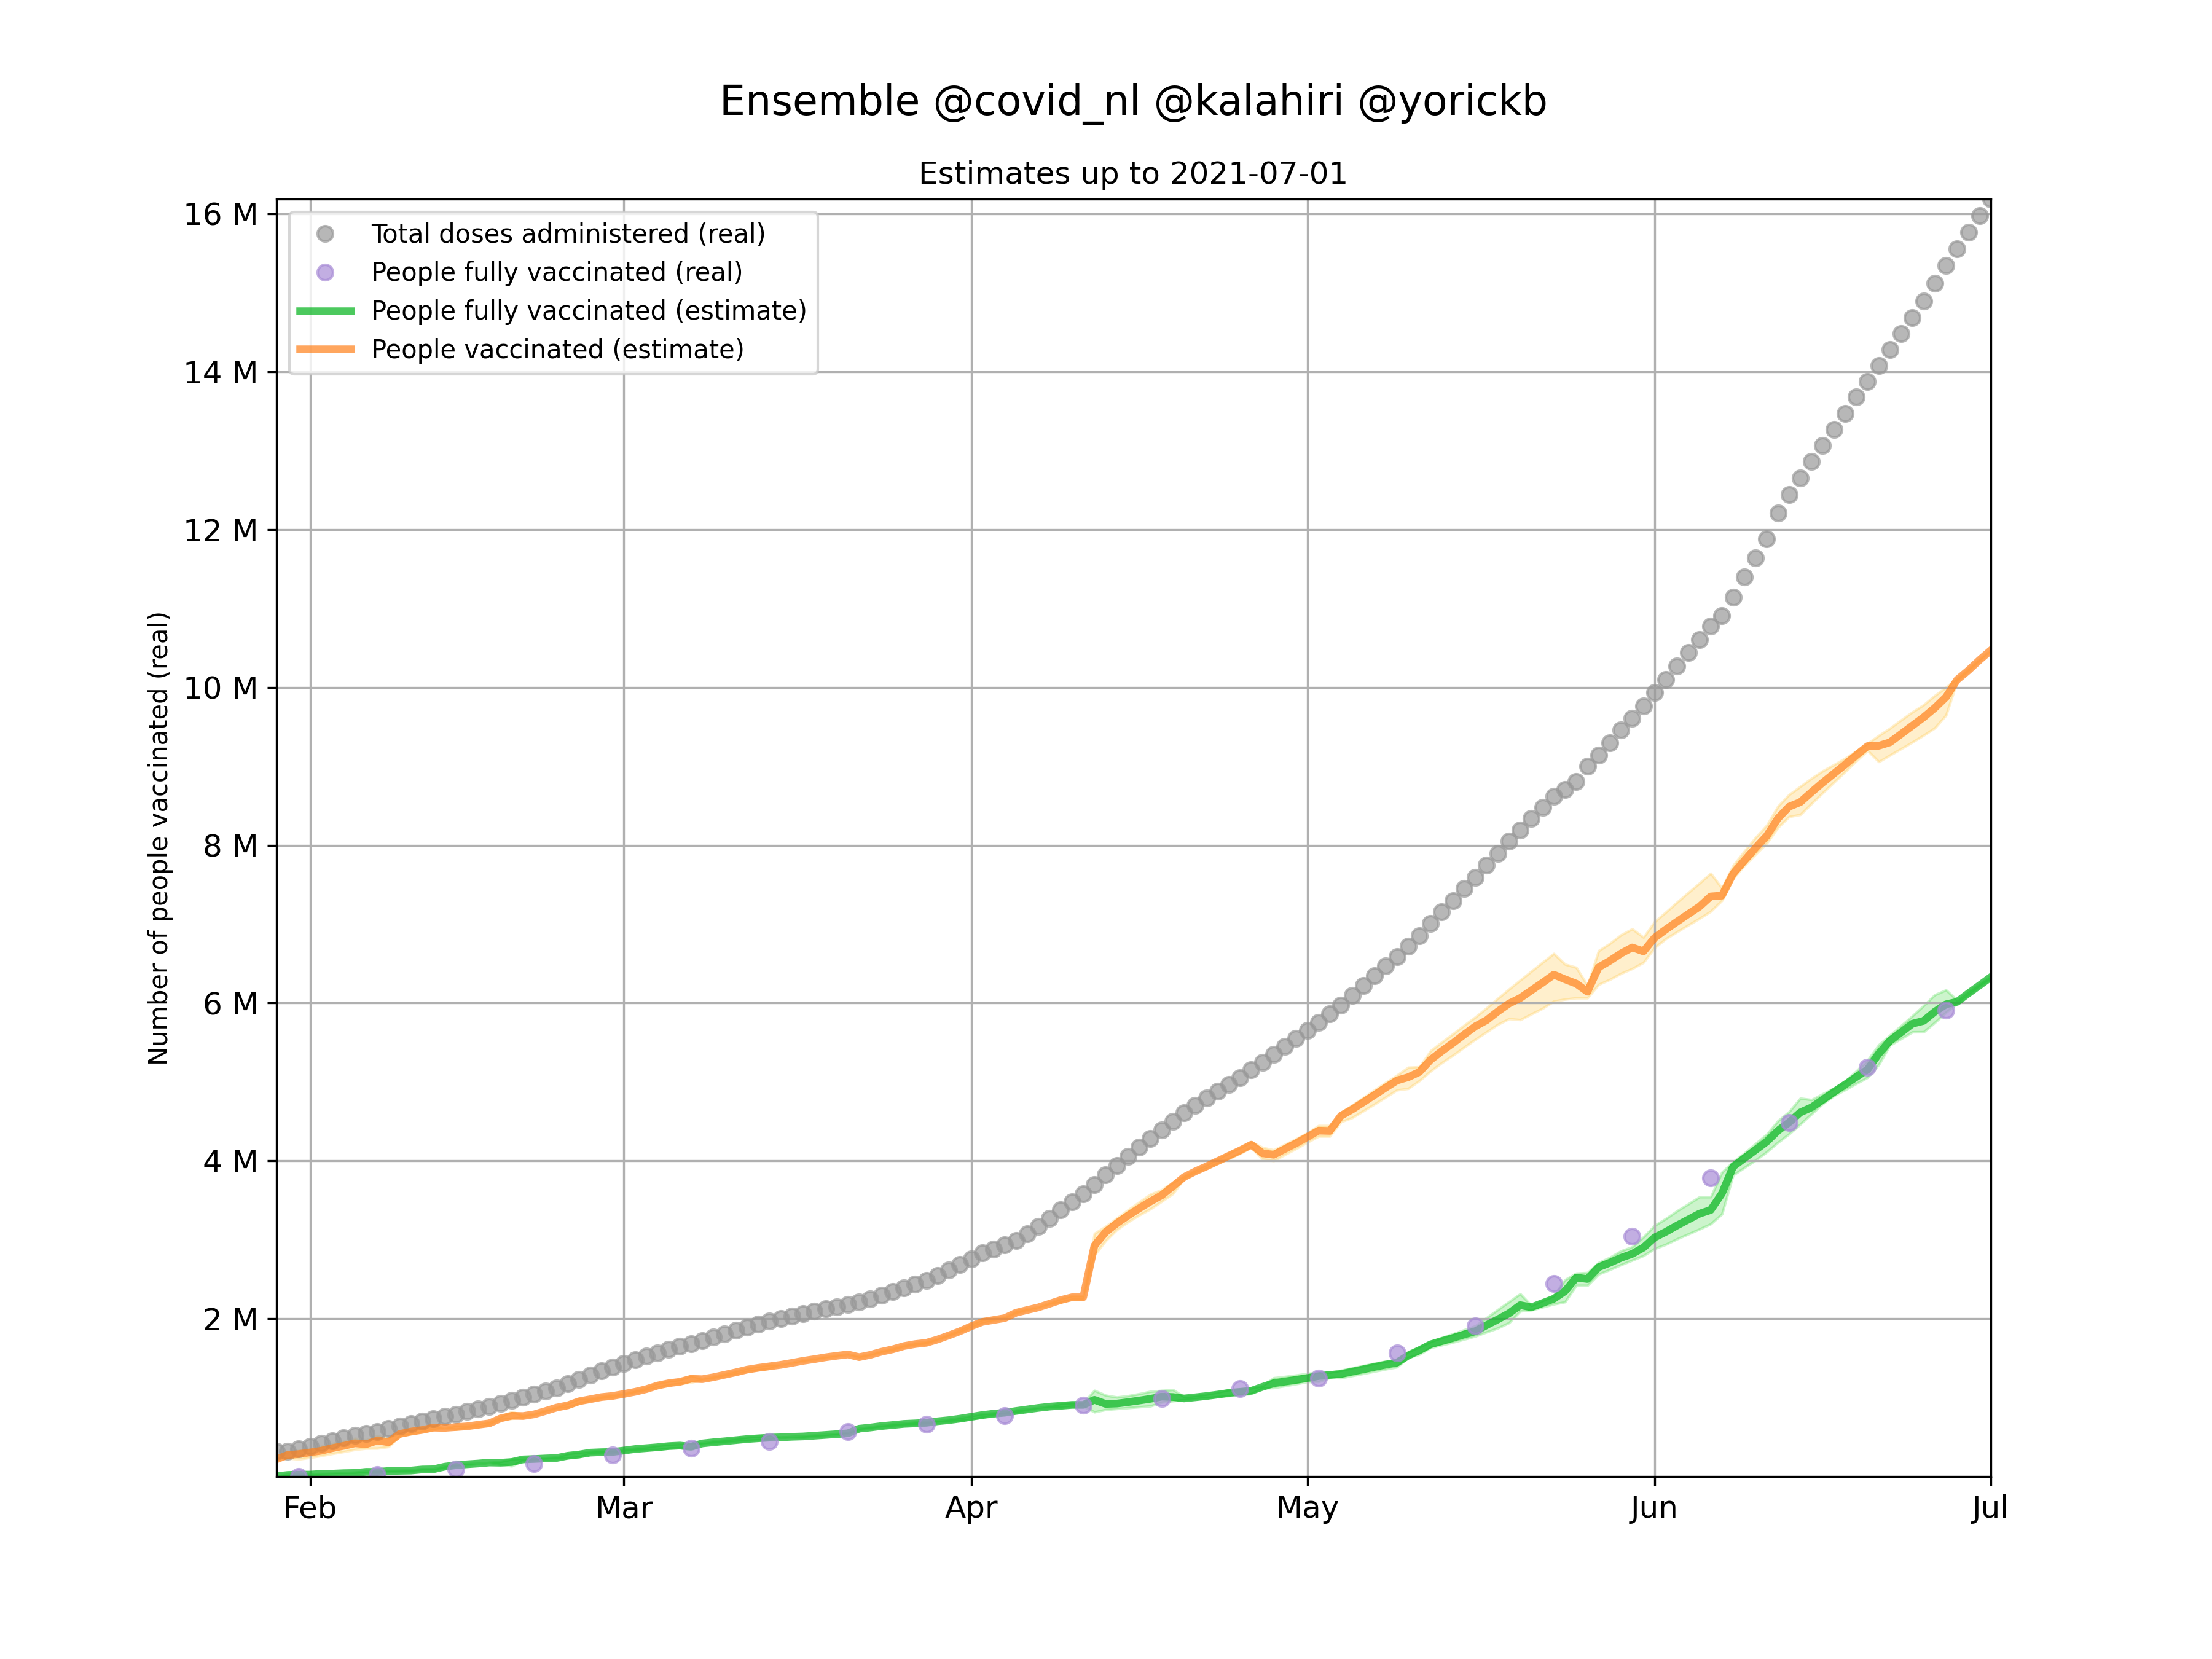 Ensemble @covid_nl @kalahiri @yorickb
Estimates up to 2021-07-01
Total doses administered (real)
People fully vaccinated (real)
People fully vaccinated (estimate)
People vaccinated (estimate)
Number of people vaccinated (real)
16 M
14 M
12 M
10 M
8 M
6 M
4 M
2 M
Feb Mar Apr May Jun Jul